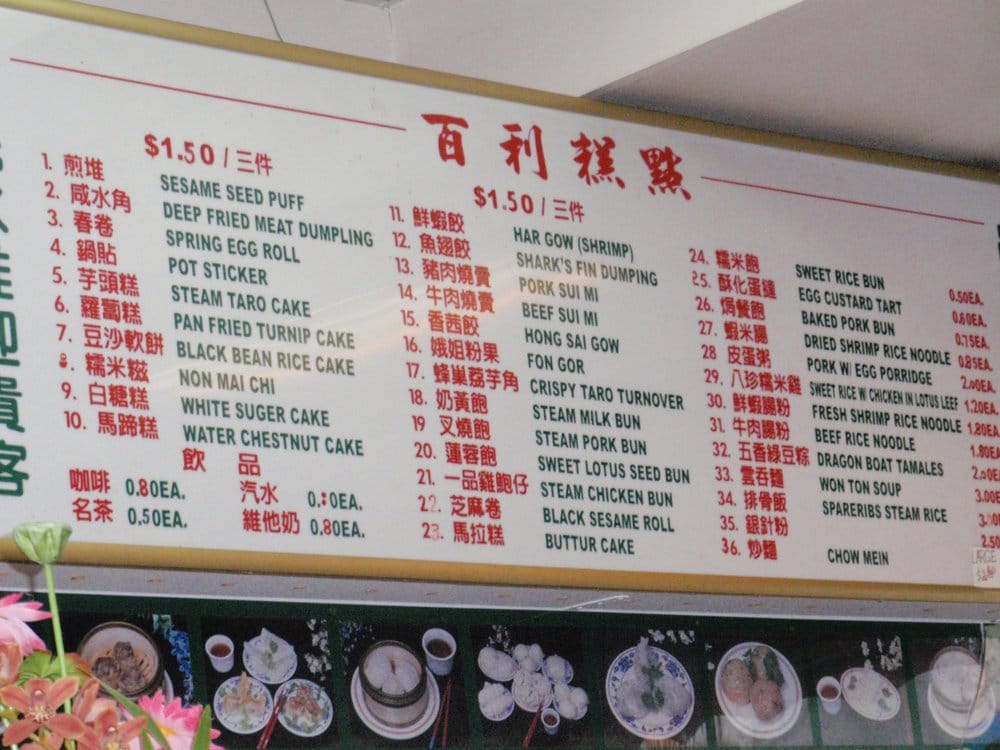 百利糕點
$1.50 / 三件
1. 煎堆 SESAME SEED PUFF
2. 咸水角 DEEP FRIED MEAT DUMPLING
3. 春卷 SPRING EGG ROLL
4. 鍋貼 POT STICKER
5. 芋頭糕 STEAM TARO CAKE
6. 蘿蔔糕 PAN FRIED TURNIP CAKE
7. 豆沙軟餅 BLACK BEAN RICE CAKE
8. 糯米糍 NON MAI CHI
9. 白糖糕 WHITE SUGER CAKE
10. 馬蹄糕 WATER CHESTNUT CAKE
飲 品
咖啡 0.80EA. 汽水 0.80EA.
名茶 0.50EA. 維他奶 0.80EA.
$1.50 / 三件
11. 鮮蝦餃 HAR GOW (SHRIMP)
12. 魚翅餃 SHARK'S FIN DUMPING
13. 豬肉燒賣 PORK SUI MI
14. 牛肉燒賣 BEEF SUI MI
15. 香茜餃 HONG SAI GOW
16. 娥姐粉果 FON GOR
17. 蜂巢荔芋角 CRISPY TARO TURNOVER
18. 奶黃飽 STEAM MILK BUN
19 叉燒飽 STEAM PORK BUN
20. 蓮蓉飽 SWEET LOTUS SEED BUN
21. 一品雞飽仔 STEAM CHICKEN BUN
22. 芝麻卷 BLACK SESAME ROLL
23. 馬拉糕 BUTTUR CAKE
24. 糯米飽 SWEET RICE BUN 0.50EA.
25. 酥化蛋撻 EGG CUSTARD TART 0.60EA.
26. 焗餐飽 BAKED PORK BUN 0.75EA.
27. 蝦米腸 DRIED SHRIMP RICE NOODLE 0.85EA.
28 皮蛋粥 PORK W/ EGG PORRIDGE 2.00EA.
29. 八珍糯米雞 SWEET RICE W CHICKEN IN LOTUS LEEF 1.20EA.
30. 鮮蝦腸粉 FRESH SHRIMP RICE NOODLE 1.80EA.
31. 牛肉腸粉 BEEF RICE NOODLE 1.80EA
32. 五香綠豆粽 DRAGON BOAT TAMALES 2.00E
33. 雲吞麵 WON TON SOUP 3.00E
34. 排骨飯 SPARERIBS STEAM RICE
35. 銀針粉
36. 炒麵 CHOW MEIN 2.50
LARGE
迎貴客